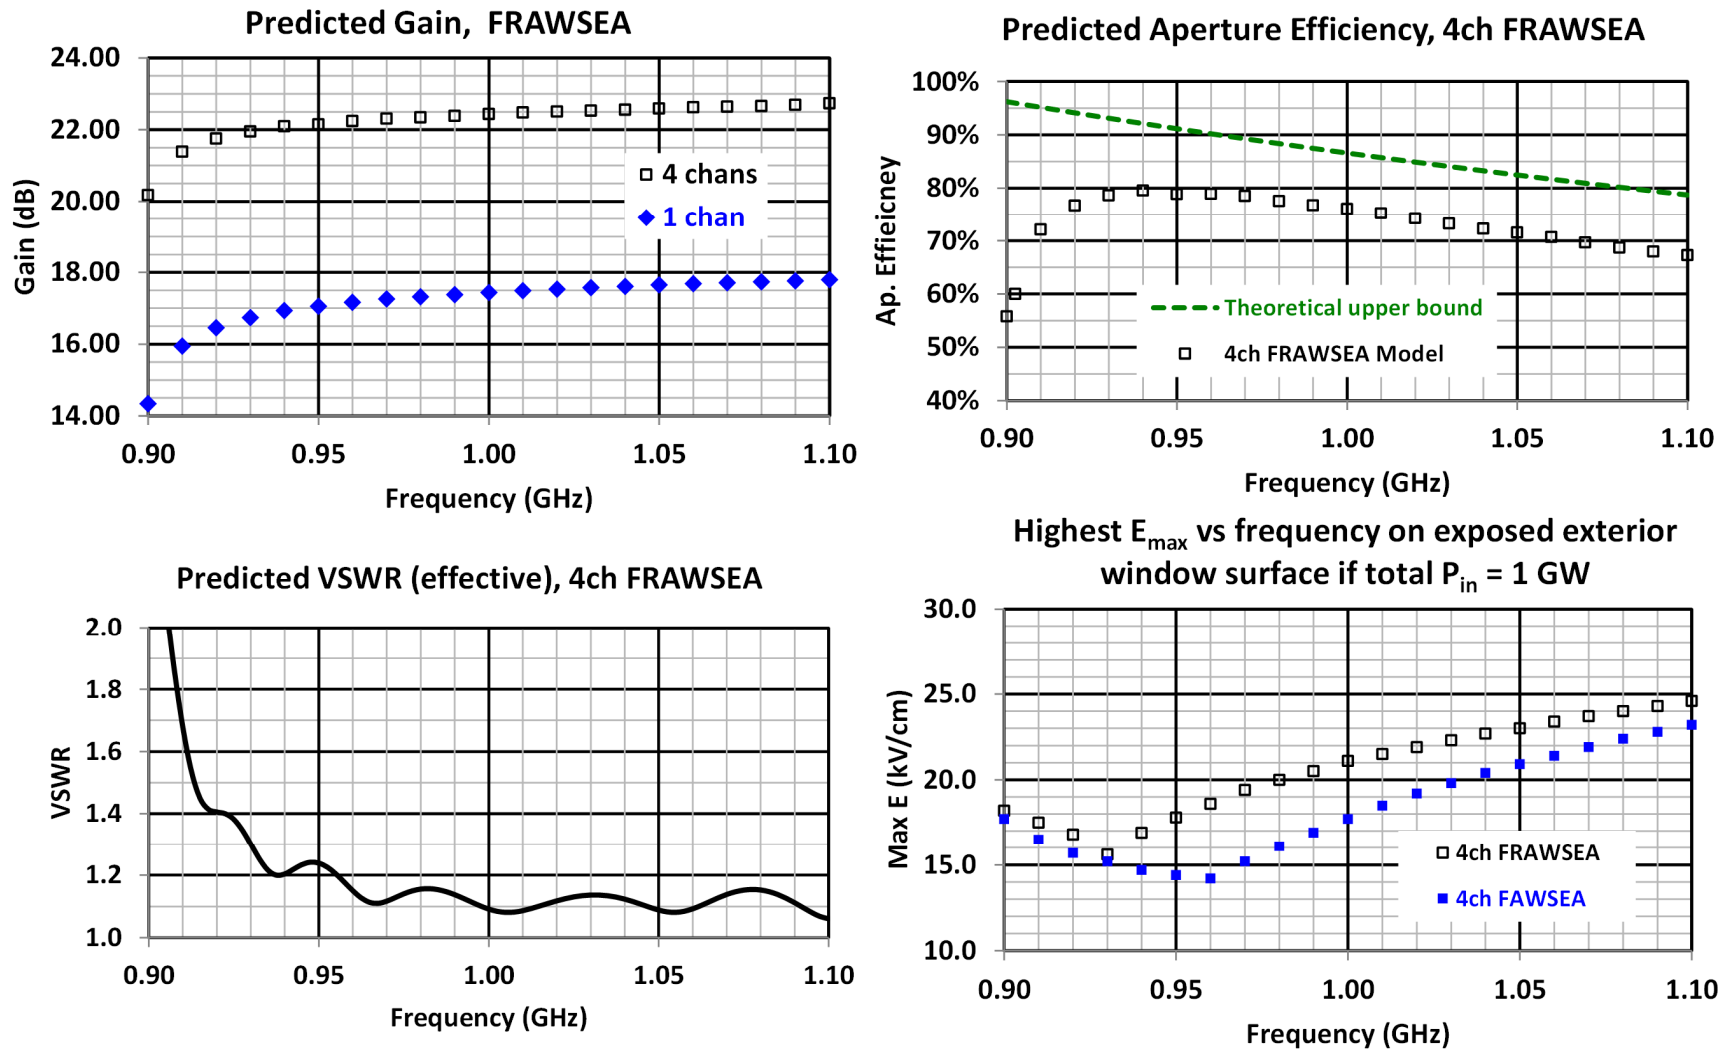 Predicted Gain, FRAWSEA
24.00
22.00
20.00
18.00
16.00
14.00
Gain (dB)
4 chans
1 chan
0.90 0.95 1.00 1.05 1.10
Frequency (GHz)
Predicted Aperture Efficiency, 4ch FRAWSEA
100%
90%
80%
70%
60%
50%
40%
Ap. Effieicney
Theoretical upper bound
4ch FRAWSEA Model
0.90 0.95 1.00 1.05 1.10
Frequency (GHz)
Predicted VSWR (effective), 4ch FRAWSEA
2.0
1.8
1.6
1.4
1.2
1.0
VSWR
0.90 0.95 1.00 1.05 1.10
Frequency (GHz)
Highest Emax vs frequency on exposed exterior
window surface if total Pin = 1 GW
30.0
25.0
20.0
15.0
10.0
Max E (kV/cm)
4ch FRAWSEA
4ch FAWSEA
0.90 0.95 1.00 1.05 1.10
Frequency (GHz)